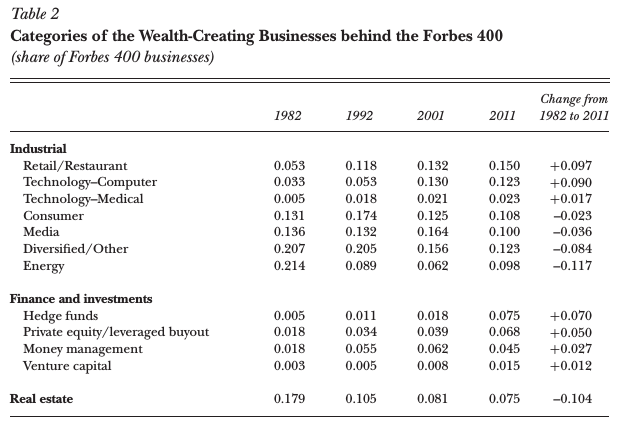 Table 2
Categories of the Wealth-Creating Businesses behind the Forbes 400
(share of Forbes 400 businesses)
Change from
1982 1992 2001 2011 1982 to 2011
Industrial
Retail/Restaurant 0.053 0.118 0.132 0.150 +0.097
Technology–Computer 0.033 0.053 0.130 0.123 +0.090
Technology–Medical 0.005 0.018 0.021 0.023 +0.017
Consumer 0.131 0.174 0.125 0.108 –0.023
Media 0.136 0.132 0.164 0.100 –0.036
Diversified/Other 0.207 0.205 0.156 0.123 –0.084
Energy 0.214 0.089 0.062 0.098 –0.117
Finance and investments
Hedge funds 0.005 0.011 0.018 0.075 +0.070
Private equity/leveraged buyout 0.018 0.034 0.039 0.068 +0.050
Money management 0.018 0.055 0.062 0.045 +0.027
Venture capital 0.003 0.005 0.008 0.015 +0.012
Real estate 0.179 0.105 0.081 0.075 –0.104